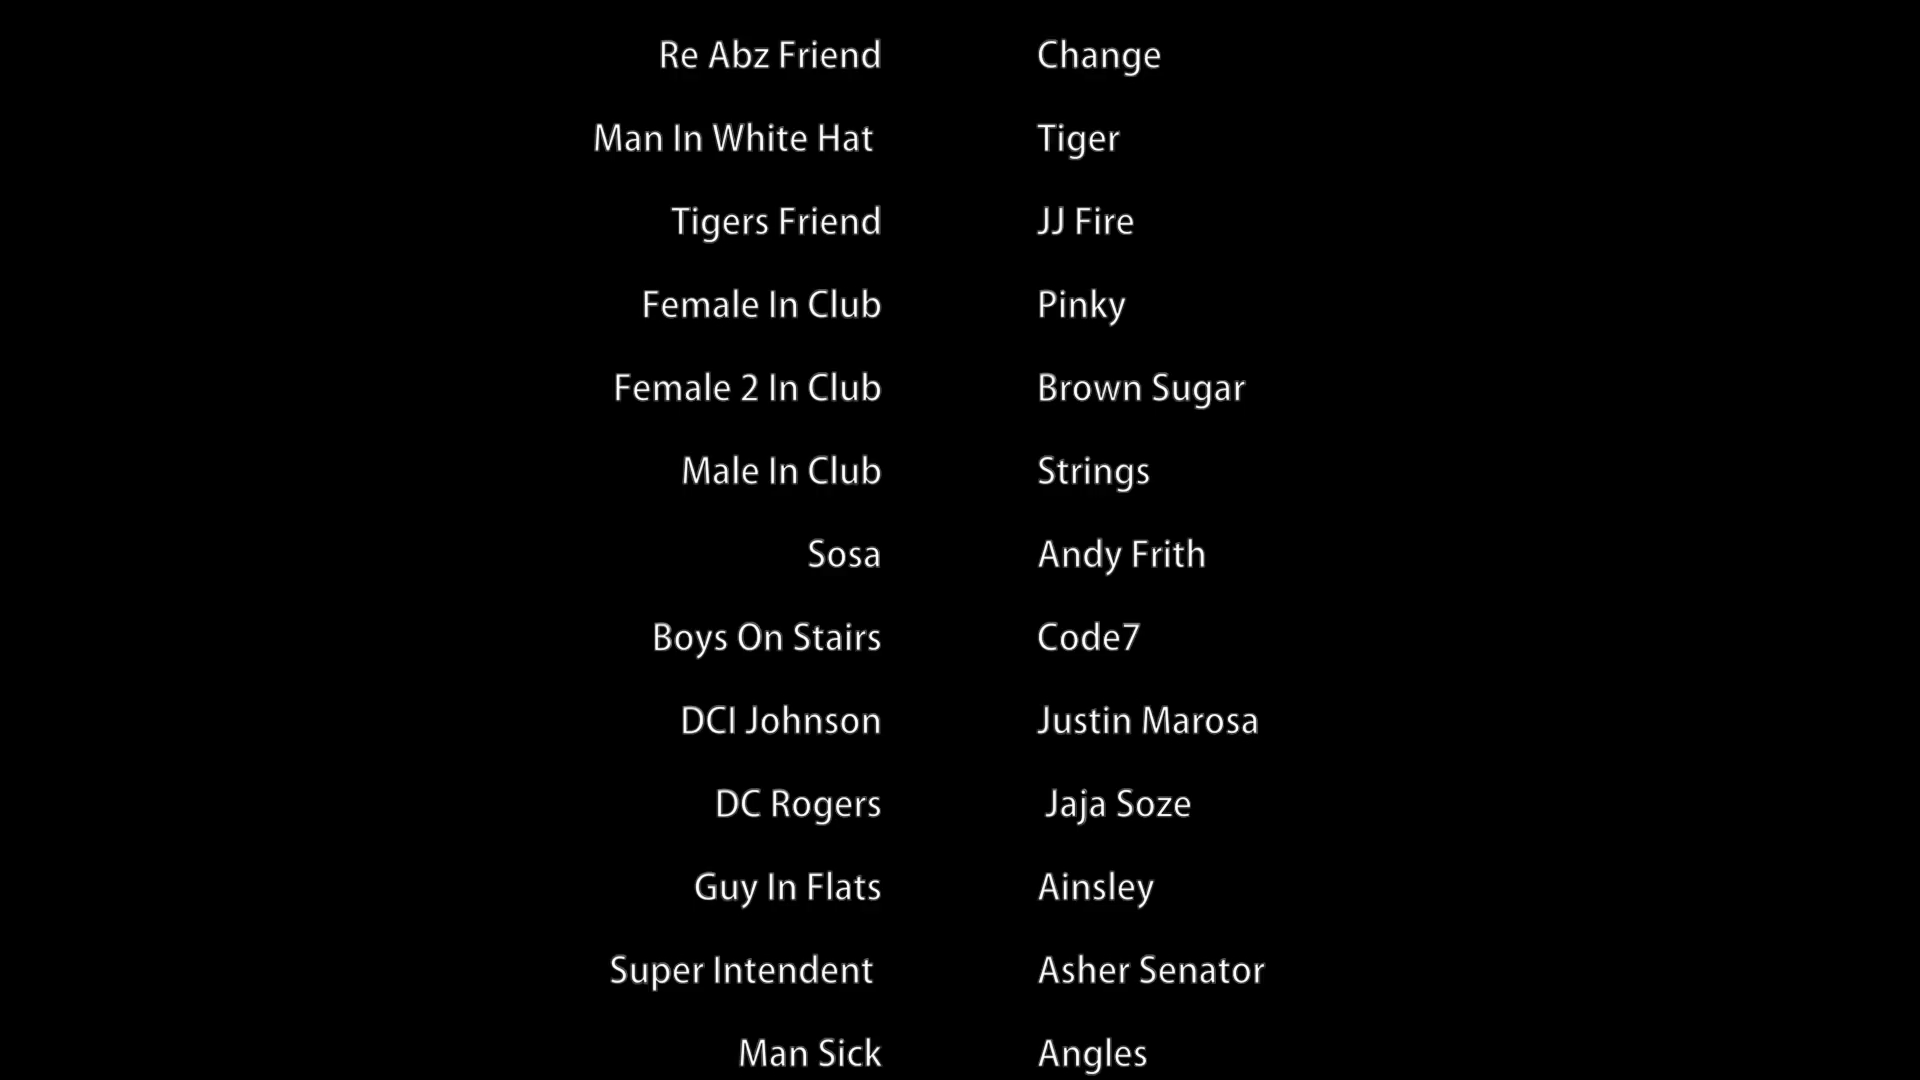 Re Abz Friend Change
Man In White Hat Tiger
Tigers Friend JJ Fire
Female In Club Pinky
Female 2 In Club Brown Sugar
Male In Club Strings
Sosa Andy Frith
Boys On Stairs Code7
DCI Johnson Justin Marosa
DC Rogers Jaja Soze
Guy In Flats Ainsley
Super Intendent Asher Senator
Man Sick Angles